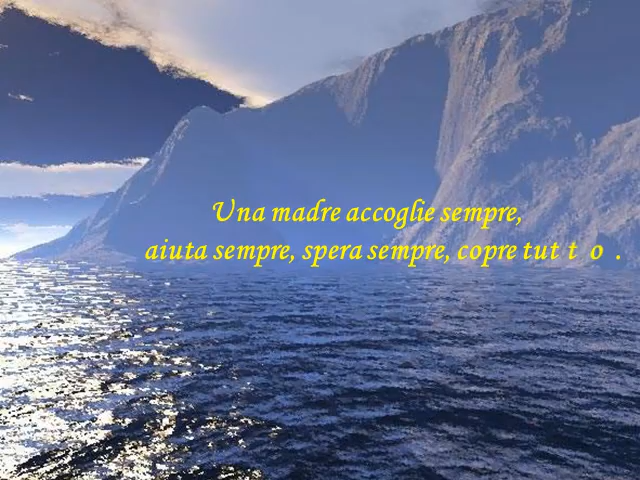 Una madre accoglie sempre,
aiuta sempre, spera sempre, copre tut t o .